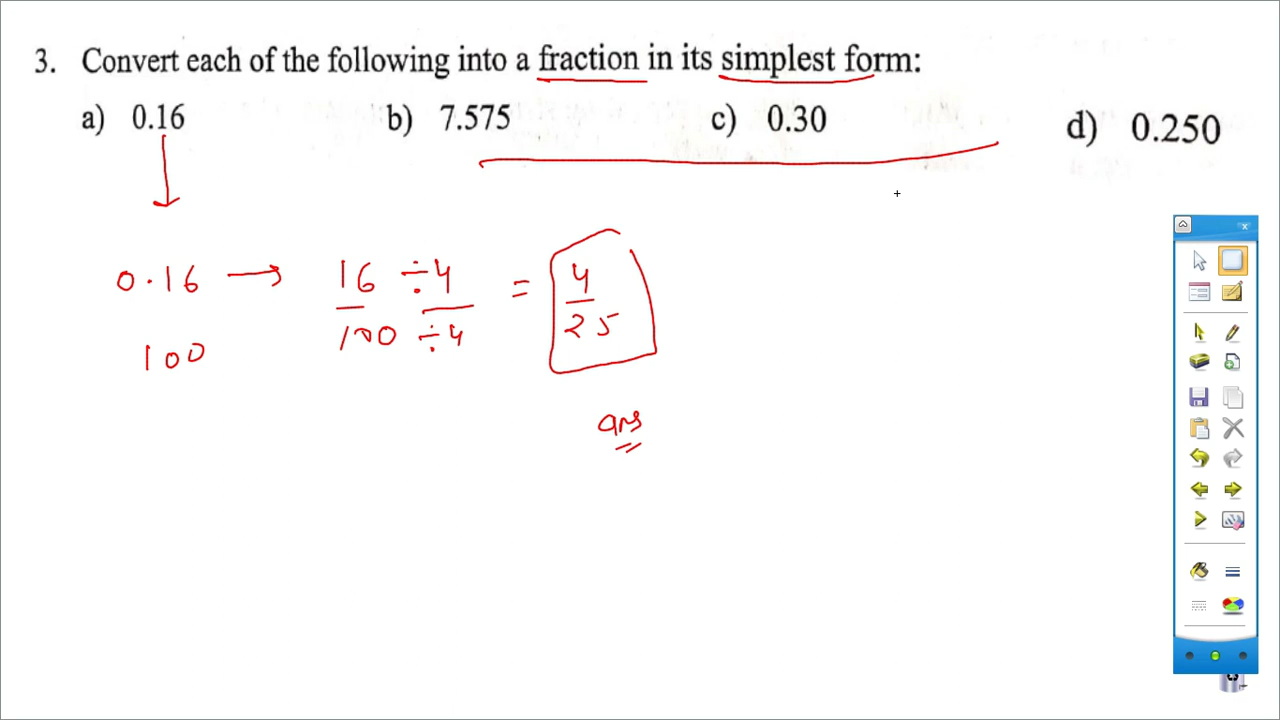 3. Convert each of the following into a fraction in its simplest form:
a) 0.16 b) 7.575 c) 0.30 d) 0.250
0.16 → 16 ÷4 / 100 ÷4 = 4/25
100
ans